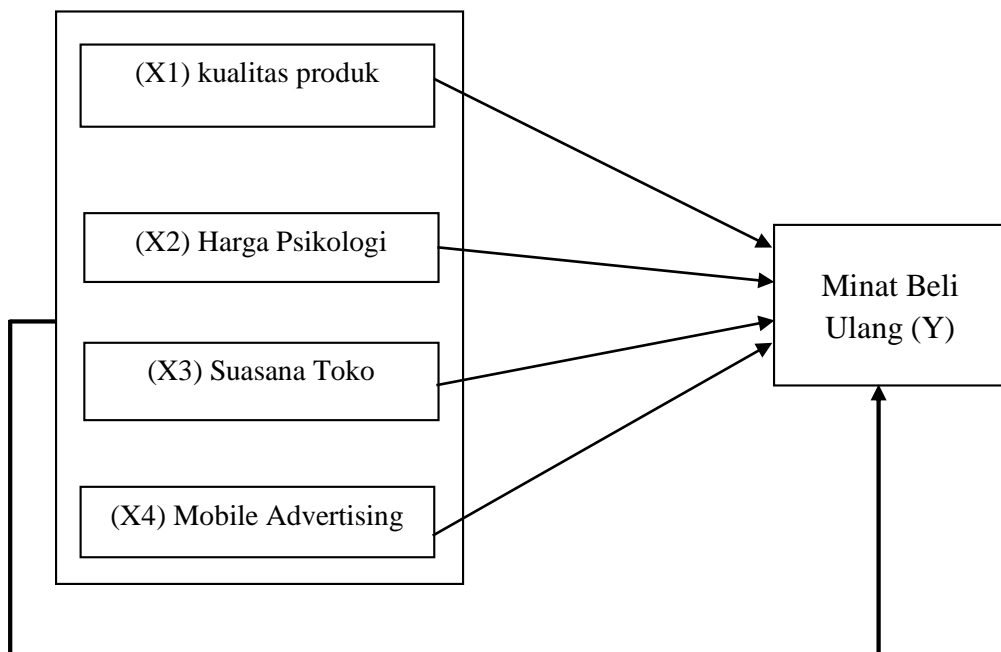 (X1) kualitas produk
(X2) Harga Psikologi
(X3) Suasana Toko
(X4) Mobile Advertising
Minat Beli
Ulang (Y)